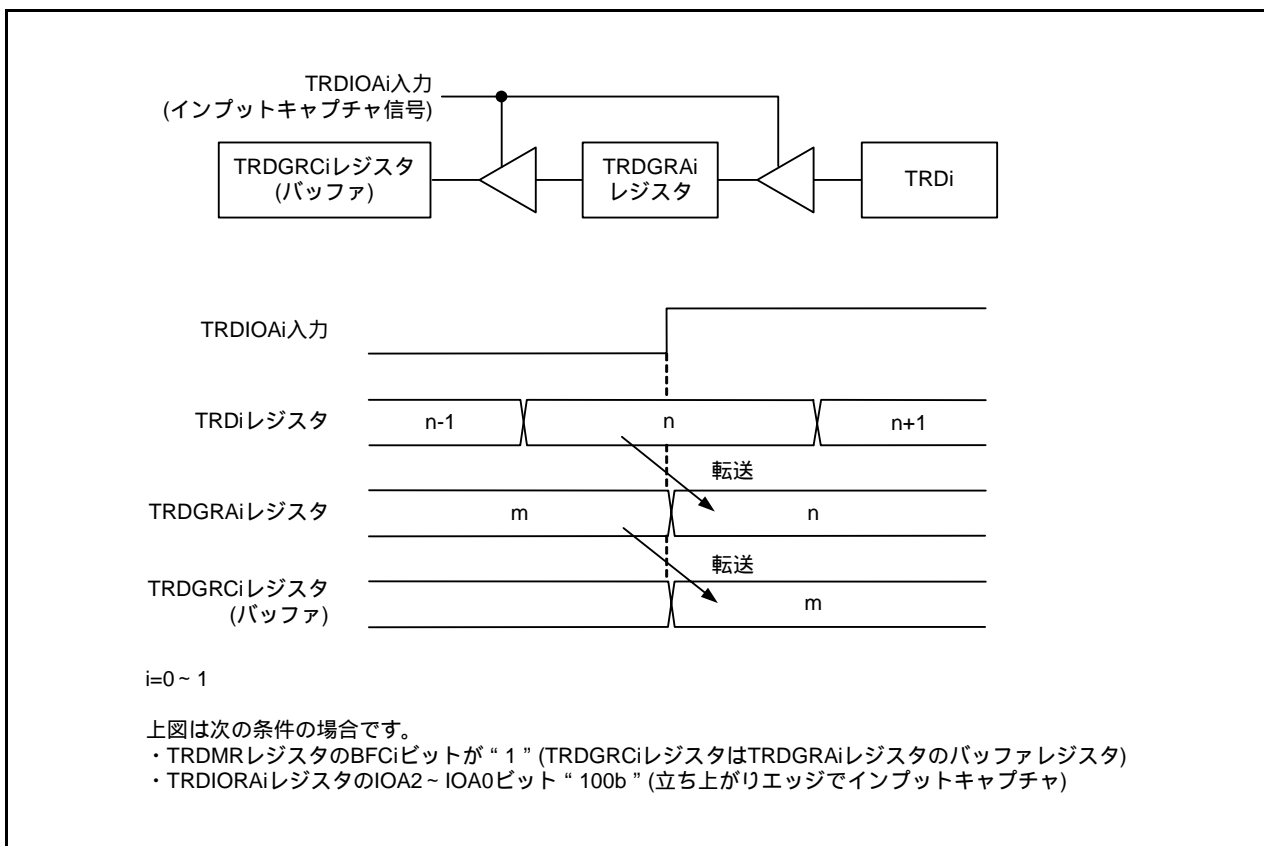 TRDIOAi入力
(インプットキャプチャ信号)
TRDGRCiレジスタ
(バッファ)
TRDGRAi
レジスタ
TRDi
TRDIOAi入力
TRDiレジスタ
n-1
n
n+1
転送
TRDGRAiレジスタ
m
n
転送
TRDGRCiレジスタ
(バッファ)
m
i=0~1
上図は次の条件の場合です。
・TRDMRレジスタのBFCiビットが“1”(TRDGRCiレジスタはTRDGRAiレジスタのバッファレジスタ)
・TRDIORAiレジスタのIOA2~IOA0ビット“100b”(立ち上がりエッジでインプットキャプチャ)